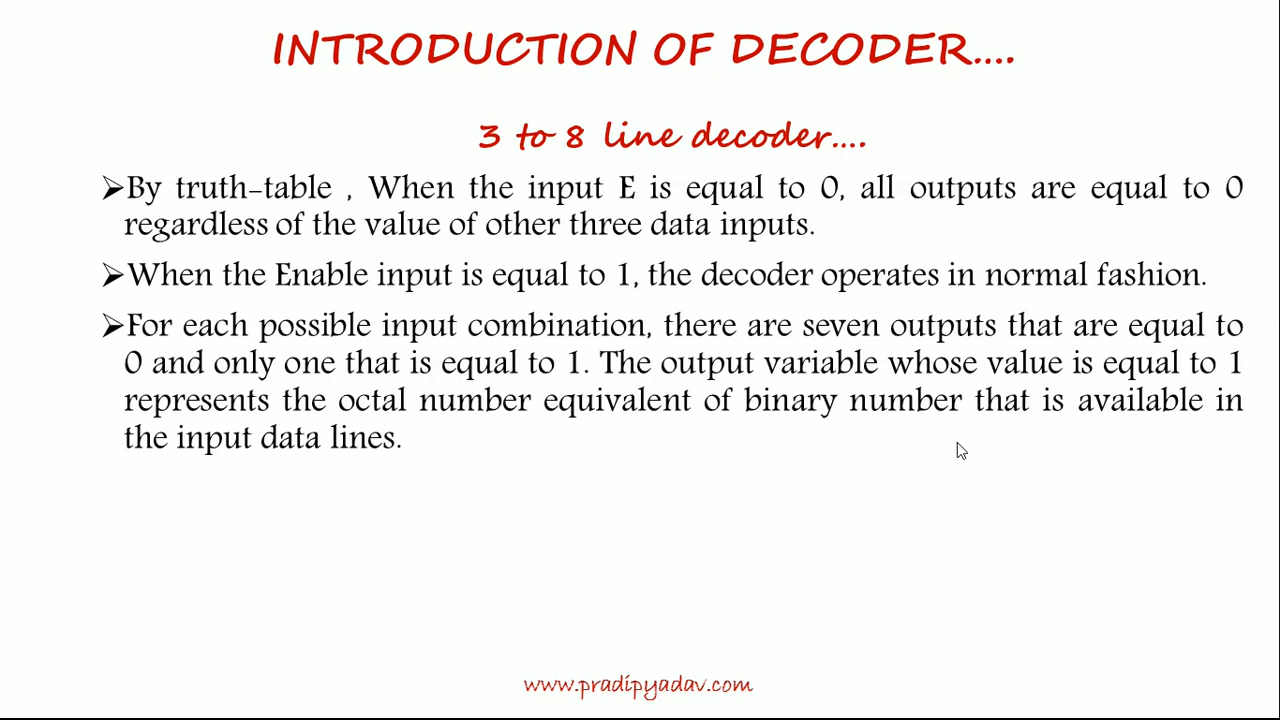 INTRODUCTION OF DECODER....
3 to 8 line decoder....
➢By truth-table , When the input E is equal to 0, all outputs are equal to 0
regardless of the value of other three data inputs.
➢When the Enable input is equal to 1, the decoder operates in normal fashion.
➢For each possible input combination, there are seven outputs that are equal to
0 and only one that is equal to 1. The output variable whose value is equal to 1
represents the octal number equivalent of binary number that is available in
the input data lines.
www.pradipyadav.com